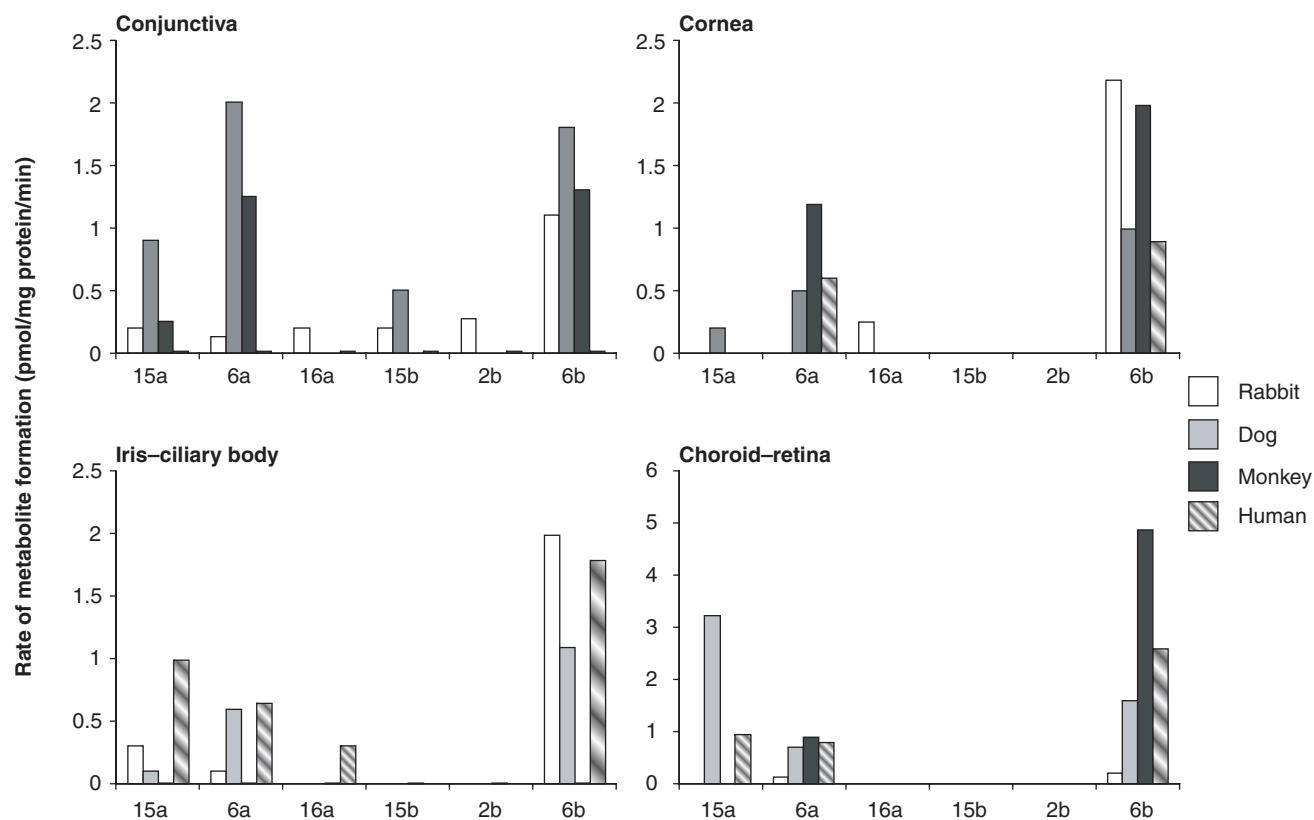 Rate of metabolite formation (pmol/mg protein/min)
Conjunctiva
2.5
2
1.5
1
0.5
0
15a 6a 16a 15b 2b 6b
Cornea
2.5
2
1.5
1
0.5
0
15a 6a 16a 15b 2b 6b
Iris–ciliary body
2.5
2
1.5
1
0.5
0
15a 6a 16a 15b 2b 6b
Choroid–retina
6
5
4
3
2
1
0
15a 6a 16a 15b 2b 6b
Rabbit
Dog
Monkey
Human